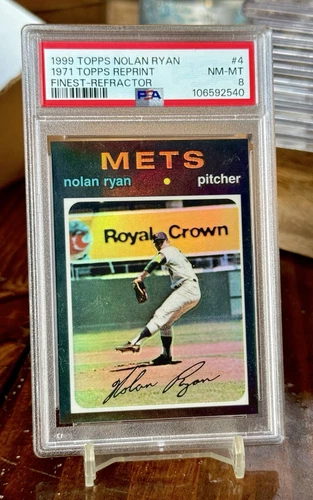 1999 TOPPS NOLAN RYAN #4
1971 TOPPS REPRINT NM-MT
FINEST-REFRACTOR 8
PSA 106592540
METS
nolan ryan • pitcher
Royal Crown
Nolan Ryan